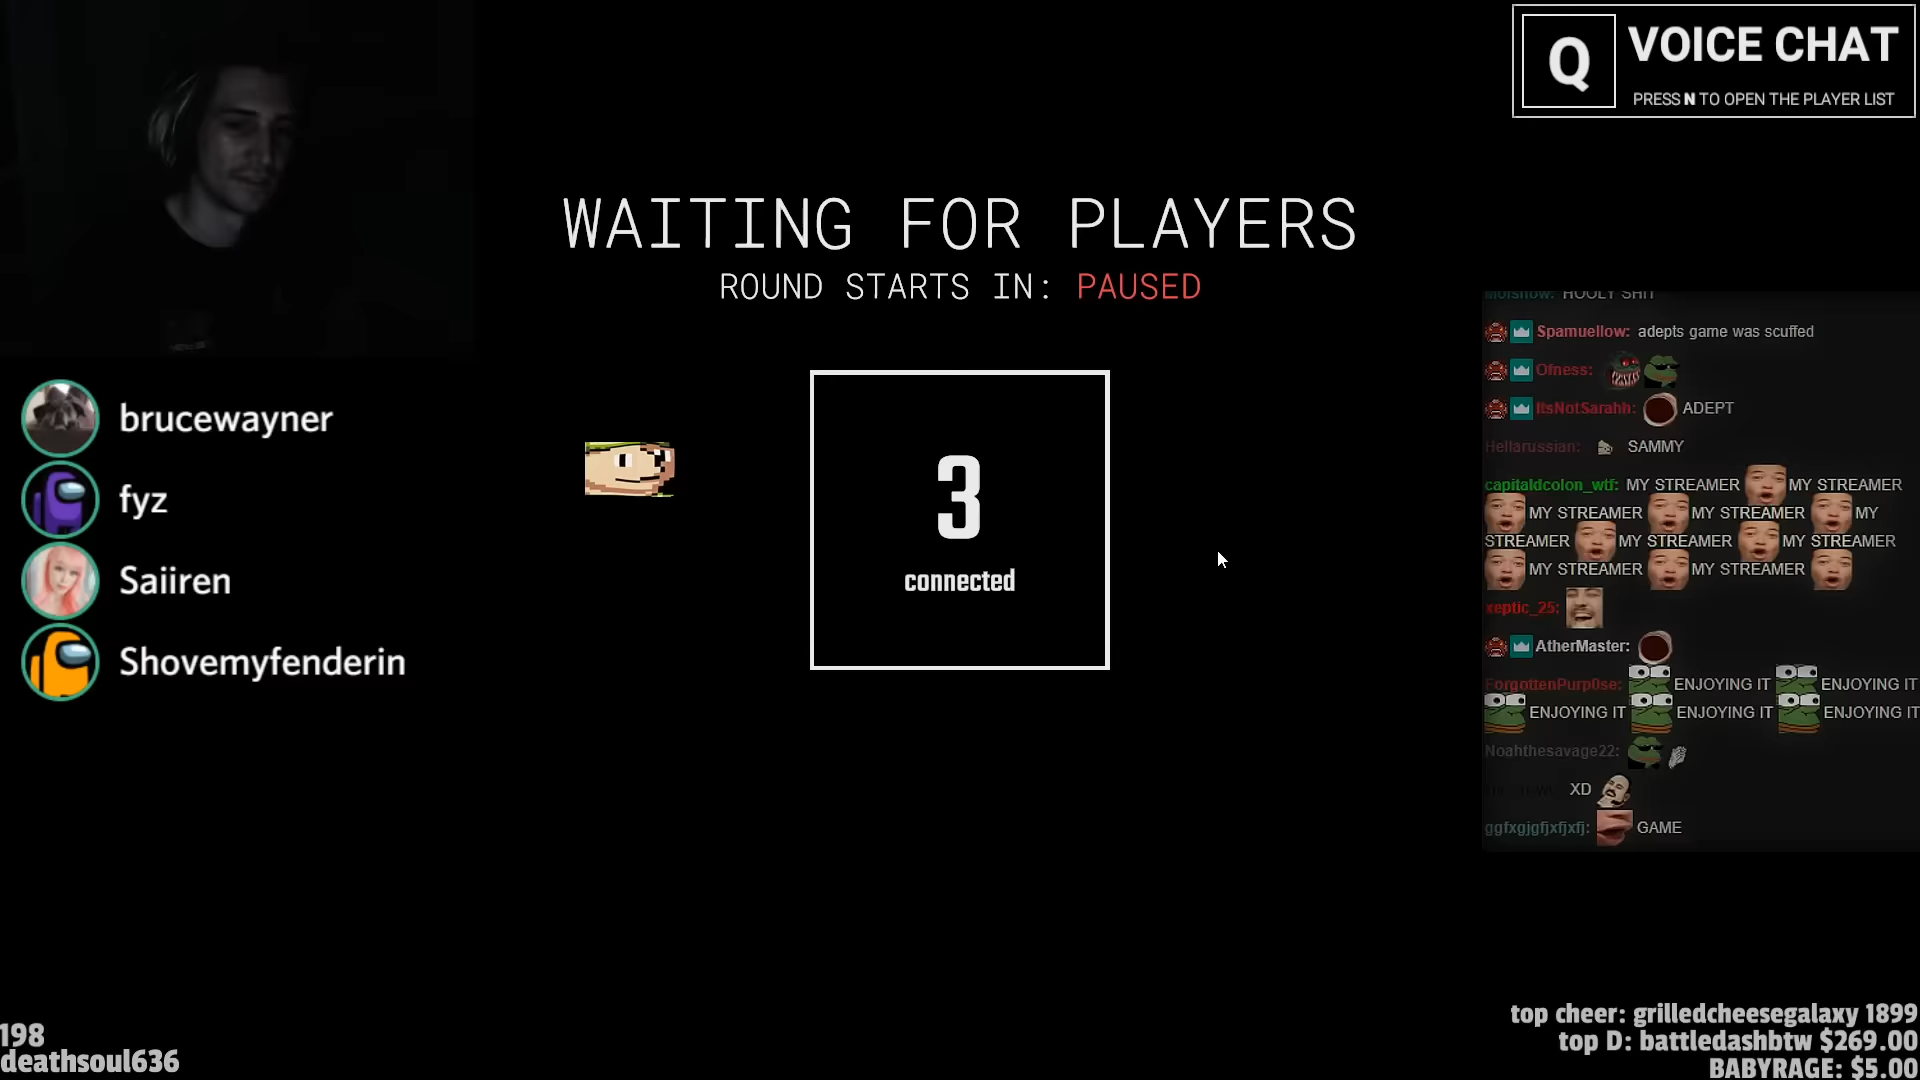 Q
VOICE CHAT
PRESS N TO OPEN THE PLAYER LIST
WAITING FOR PLAYERS
ROUND STARTS IN: PAUSED
3
connected
brucewayner
fyz
Saiiren
Shovemyfenderin
HOOLY SHIT
Spamuellow: adepts game was scuffed
Ofness:
ItsNotSarahh: ADEPT
Hellarussian: SAMMY
capitaldcolon_wtf: MY STREAMER MY STREAMER
MY STREAMER MY STREAMER MY
STREAMER MY STREAMER MY STREAMER
MY STREAMER MY STREAMER
xeptic_25:
AtherMaster:
ForgottenPurp0se: ENJOYING IT ENJOYING IT
ENJOYING IT ENJOYING IT ENJOYING IT
Noahthesavage22:
XD
ggfxgjgfjxfjxfj: GAME
198
deathsoul636
top cheer: grilledcheesegalaxy 1899
top D: battledashbtw $269.00
BABYRAGE: $5.00